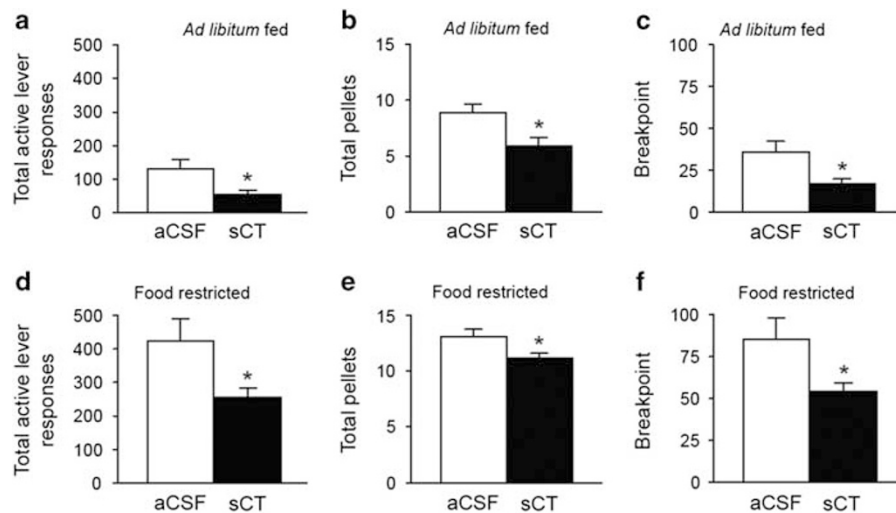 a
Ad libitum fed
Total active lever
responses
500
400
300
200
100
0
*
aCSF sCT
b
Ad libitum fed
Total pellets
15
10
5
0
*
aCSF sCT
c
Ad libitum fed
Breakpoint
100
75
50
25
0
*
aCSF sCT
d
Food restricted
Total active lever
responses
500
400
300
200
100
0
*
aCSF sCT
e
Food restricted
Total pellets
15
10
5
0
*
aCSF sCT
f
Food restricted
Breakpoint
100
75
50
25
0
*
aCSF sCT